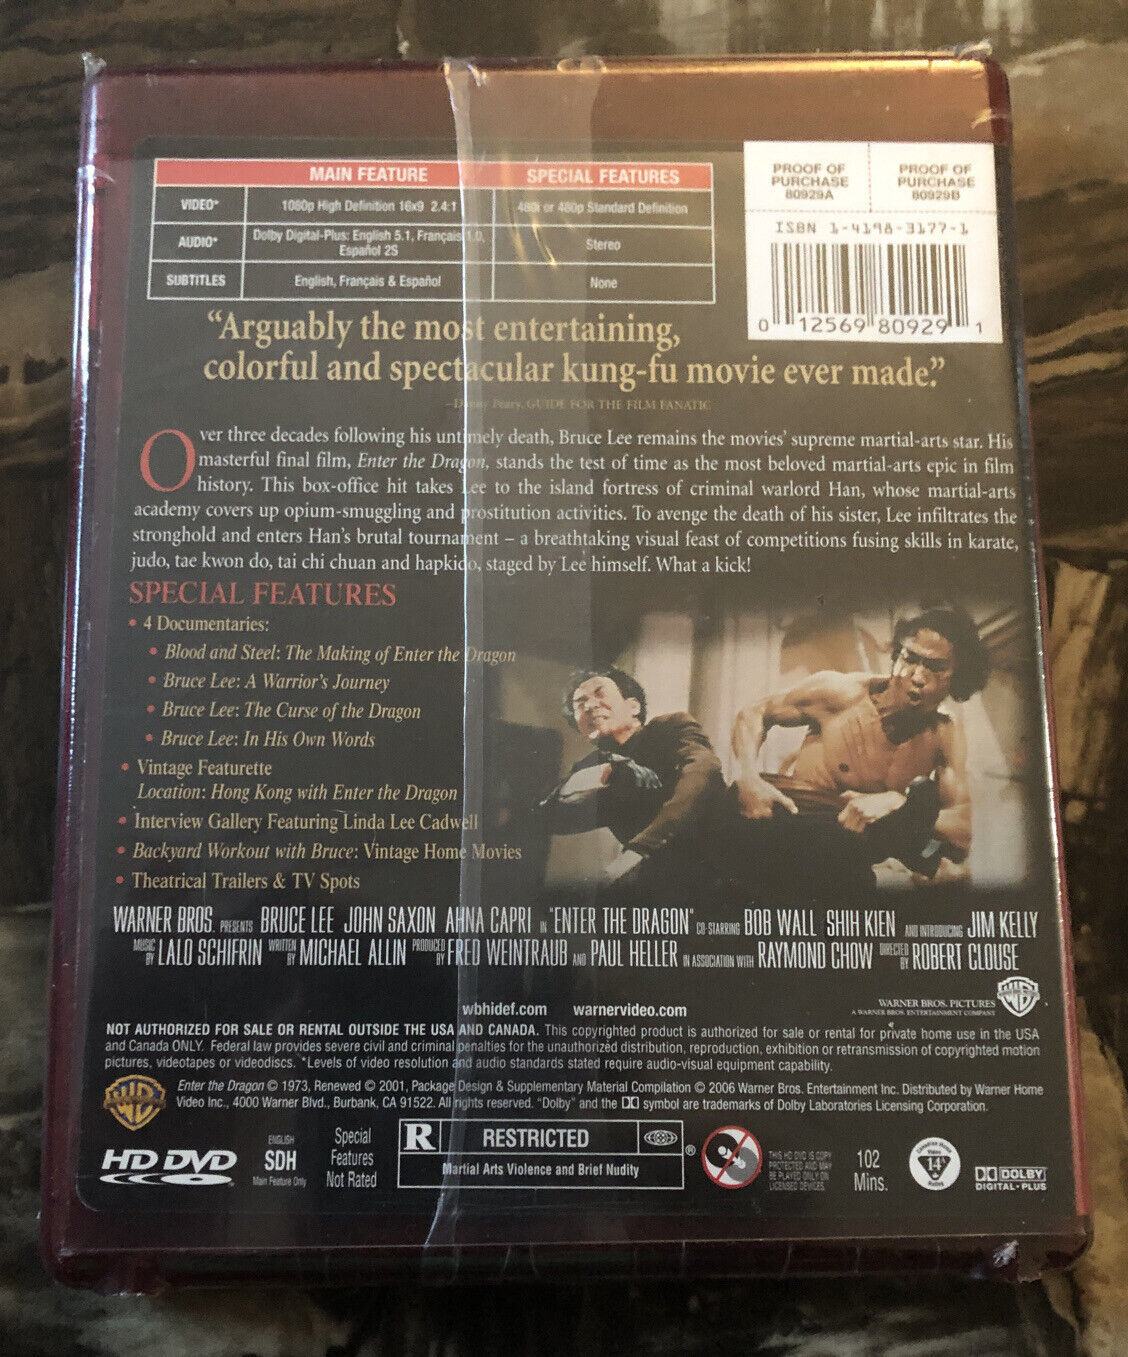 MAIN FEATURE SPECIAL FEATURES
VIDEO* 1080p High Definition 16x9 2.4:1 480i or 480p Standard Definition
AUDIO* Dolby Digital-Plus: English 5.1, Français 1.0, Español 2S Stereo
SUBTITLES English, Français & Español None
PROOF OF PURCHASE 80929A
PROOF OF PURCHASE 80929B
ISBN 1-4198-3177-1
0 12569 80929 1
“Arguably the most entertaining,
colorful and spectacular kung-fu movie ever made.”
–Danny Peary, GUIDE FOR THE FILM FANATIC
Over three decades following his untimely death, Bruce Lee remains the movies' supreme martial-arts star. His
masterful final film, Enter the Dragon, stands the test of time as the most beloved martial-arts epic in film
history. This box-office hit takes Lee to the island fortress of criminal warlord Han, whose martial-arts
academy covers up opium-smuggling and prostitution activities. To avenge the death of his sister, Lee infiltrates the
stronghold and enters Han's brutal tournament – a breathtaking visual feast of competitions fusing skills in karate,
judo, tae kwon do, tai chi chuan and hapkido, staged by Lee himself. What a kick!
SPECIAL FEATURES
• 4 Documentaries:
• Blood and Steel: The Making of Enter the Dragon
• Bruce Lee: A Warrior's Journey
• Bruce Lee: The Curse of the Dragon
• Bruce Lee: In His Own Words
• Vintage Featurette
Location: Hong Kong with Enter the Dragon
• Interview Gallery Featuring Linda Lee Cadwell
• Backyard Workout with Bruce: Vintage Home Movies
• Theatrical Trailers & TV Spots
WARNER BROS. PRESENTS BRUCE LEE JOHN SAXON AHNA CAPRI IN "ENTER THE DRAGON" CO-STARRING BOB WALL SHIH KIEN AND INTRODUCING JIM KELLY
MUSIC BY LALO SCHIFRIN WRITTEN BY MICHAEL ALLIN PRODUCED BY FRED WEINTRAUB AND PAUL HELLER IN ASSOCIATION WITH RAYMOND CHOW DIRECTED BY ROBERT CLOUSE
wbhidef.com warnervideo.com
WARNER BROS. PICTURES
A WARNER BROS. ENTERTAINMENT COMPANY
NOT AUTHORIZED FOR SALE OR RENTAL OUTSIDE THE USA AND CANADA. This copyrighted product is authorized for sale or rental for private home use in the USA
and Canada ONLY. Federal law provides severe civil and criminal penalties for the unauthorized distribution, reproduction, exhibition or retransmission of copyrighted motion
pictures, videotapes or videodiscs. *Levels of video resolution and audio standards stated require audio-visual equipment capability.
Enter the Dragon © 1973, Renewed © 2001, Package Design & Supplementary Material Compilation © 2006 Warner Bros. Entertainment Inc. Distributed by Warner Home
Video Inc., 4000 Warner Blvd., Burbank, CA 91522. All rights reserved. "Dolby" and the DD symbol are trademarks of Dolby Laboratories Licensing Corporation.
HD DVD
ENGLISH
SDH
Main Feature Only
Special
Features
Not Rated
R RESTRICTED ®
Martial Arts Violence and Brief Nudity
THIS HD DVD IS COPY
PROTECTED AND MAY
BE PLAYED ONLY ON
LICENSED DEVICES.
102
Mins.
14
DOLBY
DIGITAL-PLUS